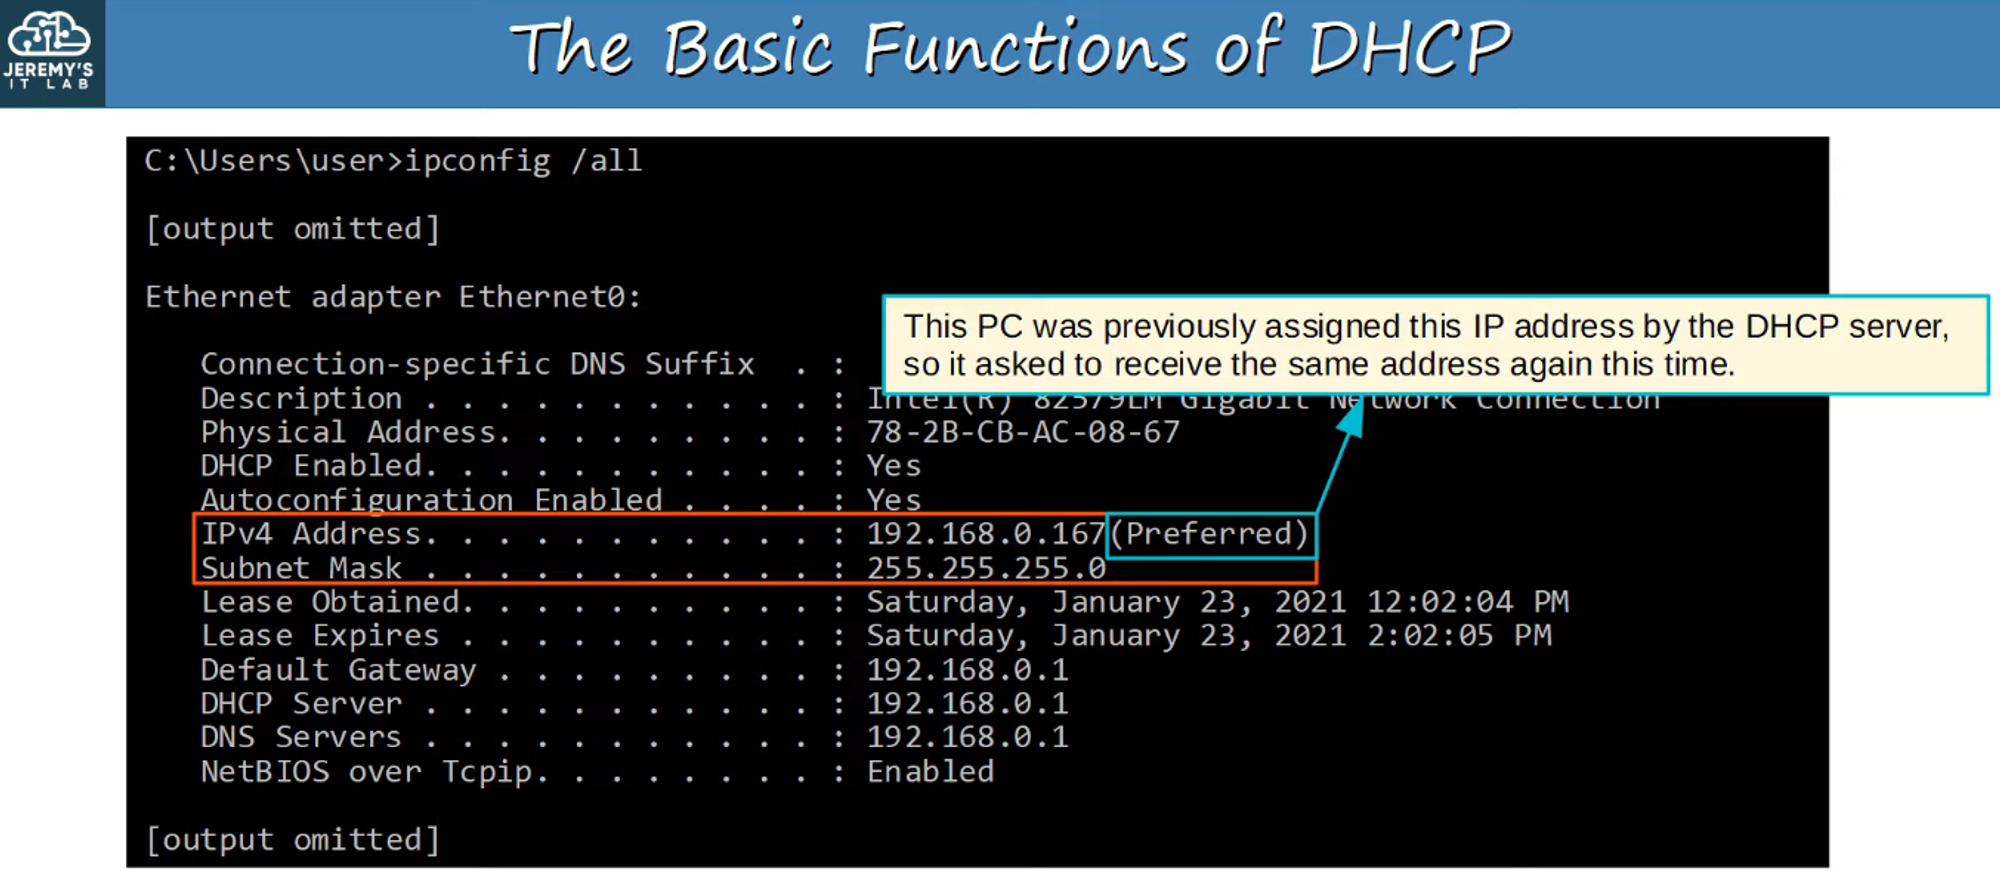 JEREMY'S
IT LAB
The Basic Functions of DHCP
C:\Users\user>ipconfig /all
[output omitted]
Ethernet adapter Ethernet0:
This PC was previously assigned this IP address by the DHCP server,
so it asked to receive the same address again this time.
Connection-specific DNS Suffix  . :
Description . . . . . . . . . . . : Intel(R) 82579LM Gigabit Network Connection
Physical Address. . . . . . . . . : 78-2B-CB-AC-08-67
DHCP Enabled. . . . . . . . . . . : Yes
Autoconfiguration Enabled . . . . : Yes
IPv4 Address. . . . . . . . . . . : 192.168.0.167(Preferred)
Subnet Mask . . . . . . . . . . . : 255.255.255.0
Lease Obtained. . . . . . . . . . : Saturday, January 23, 2021 12:02:04 PM
Lease Expires . . . . . . . . . . : Saturday, January 23, 2021 2:02:05 PM
Default Gateway . . . . . . . . . : 192.168.0.1
DHCP Server . . . . . . . . . . . : 192.168.0.1
DNS Servers . . . . . . . . . . . : 192.168.0.1
NetBIOS over Tcpip. . . . . . . . : Enabled
[output omitted]